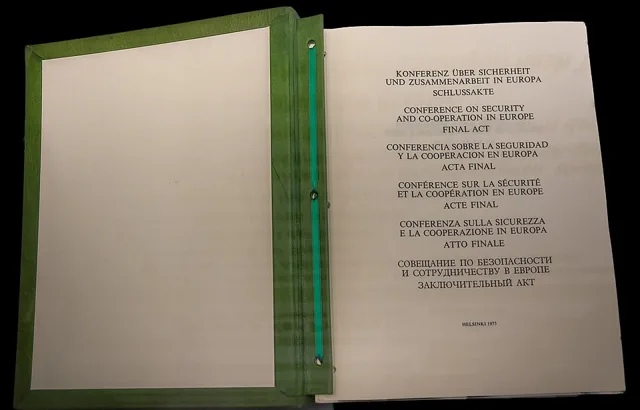 KONFERENZ ÜBER SICHERHEIT
UND ZUSAMMENARBEIT IN EUROPA
SCHLUSSAKTE
CONFERENCE ON SECURITY
AND CO-OPERATION IN EUROPE
FINAL ACT
CONFERENCIA SOBRE LA SEGURIDAD
Y LA COOPERACION EN EUROPA
ACTA FINAL
CONFÉRENCE SUR LA SÉCURITÉ
ET LA COOPÉRATION EN EUROPE
ACTE FINAL
CONFERENZA SULLA SICUREZZA
E LA COOPERAZIONE IN EUROPA
ATTO FINALE
СОВЕЩАНИЕ ПО БЕЗОПАСНОСТИ
И СОТРУДНИЧЕСТВУ В ЕВРОПЕ
ЗАКЛЮЧИТЕЛЬНЫЙ АКТ
HELSINKI 1975